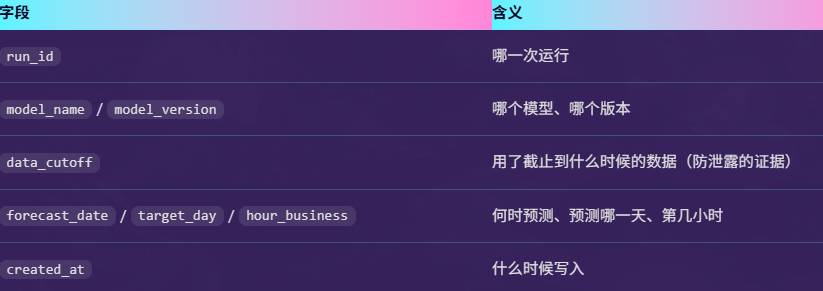 字段 含义
run_id 哪一次运行
model_name / model_version 哪个模型、哪个版本
data_cutoff 用了截止到什么时候的数据（防泄露的证据）
forecast_date / target_day / hour_business 何时预测、预测哪一天、第几小时
created_at 什么时候写入